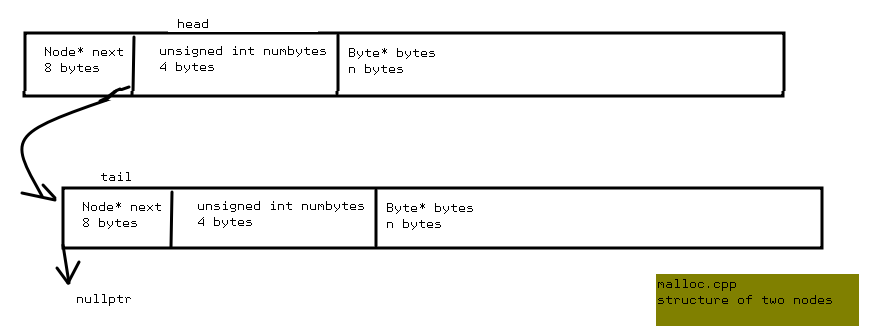 head
Node* next
8 bytes
unsigned int numbytes
4 bytes
Byte* bytes
n bytes
tail
Node* next
8 bytes
unsigned int numbytes
4 bytes
Byte* bytes
n bytes
nullptr
malloc.cpp
structure of two nodes